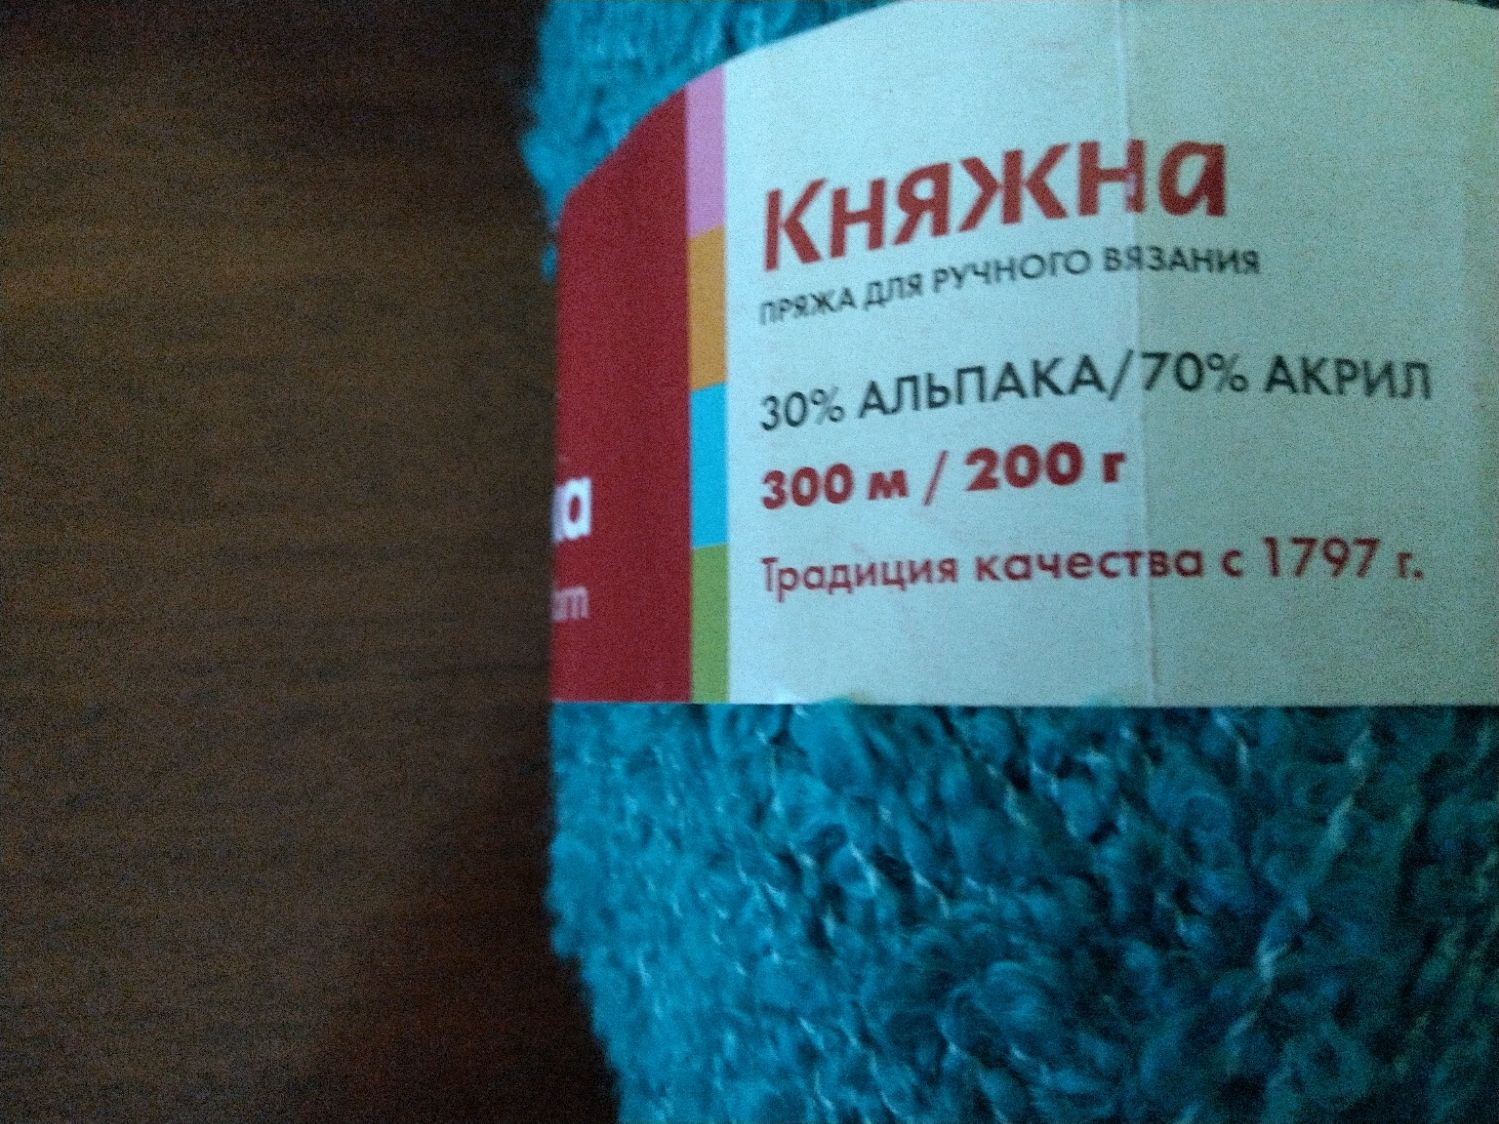 Княжна
ПРЯЖА ДЛЯ РУЧНОГО ВЯЗАНИЯ
30% АЛЬПАКА/70% АКРИЛ
300 м / 200 г
Традиция качества с 1797 г.